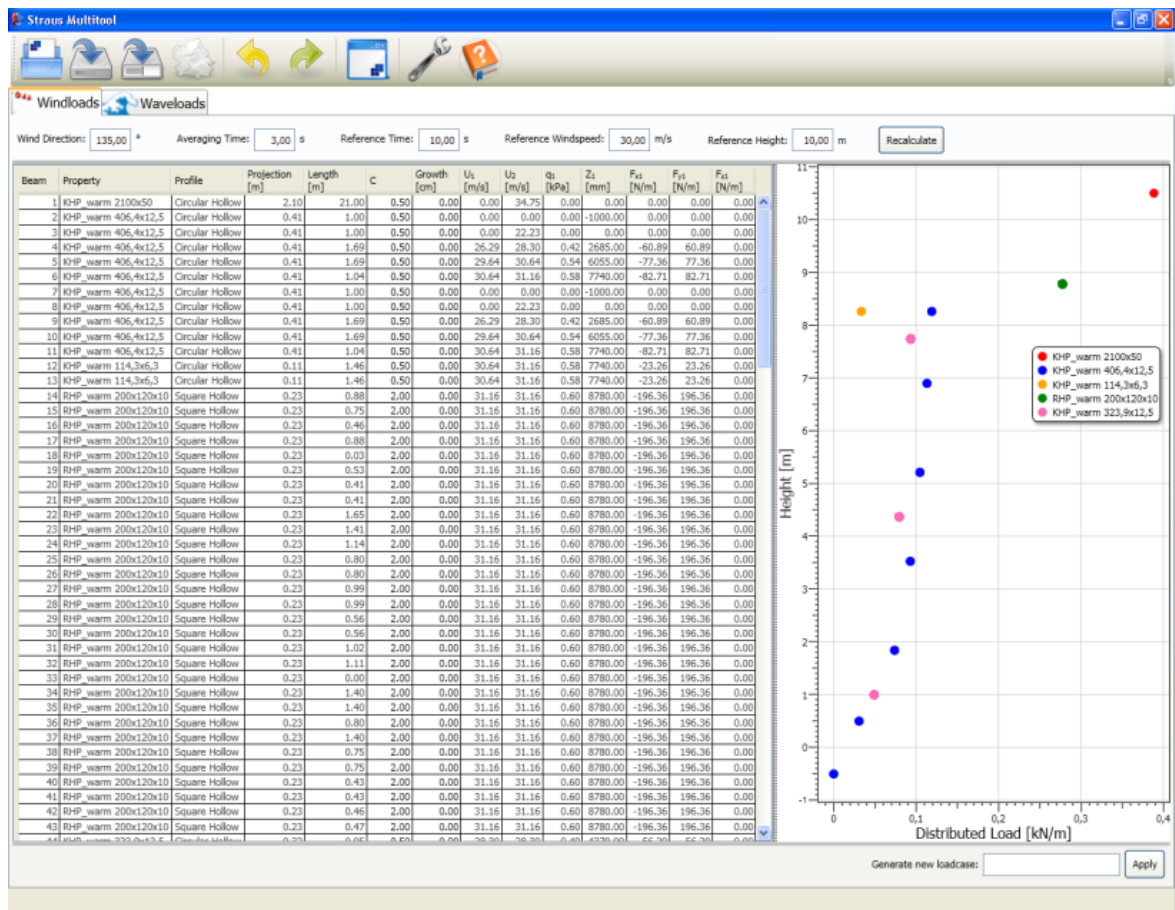 Straus Multitool
Windloads Waveloads
Wind Direction: 135,00 ° Averaging Time: 3,00 s Reference Time: 10,00 s Reference Windspeed: 30,00 m/s Reference Height: 10,00 m Recalculate
Beam Property Profile Projection [m] Length [m] C Growth [cm] U₁ [m/s] U₂ [m/s] q₁ [kPa] Z₁ [mm] Fx1 [N/m] Fy1 [N/m] Fz1 [N/m]
1 KHP_warm 2100x50 Circular Hollow 2.10 21.00 0.50 0.00 0.00 34.75 0.00 0.00 0.00 0.00 0.00
2 KHP_warm 406,4x12,5 Circular Hollow 0.41 1.00 0.50 0.00 0.00 0.00 0.00 -1000.00 0.00 0.00 0.00
3 KHP_warm 406,4x12,5 Circular Hollow 0.41 1.00 0.50 0.00 0.00 22.23 0.00 0.00 0.00 0.00 0.00
4 KHP_warm 406,4x12,5 Circular Hollow 0.41 1.69 0.50 0.00 26.29 28.30 0.42 2685.00 -60.89 60.89 0.00
5 KHP_warm 406,4x12,5 Circular Hollow 0.41 1.69 0.50 0.00 29.64 30.64 0.54 6055.00 -77.36 77.36 0.00
6 KHP_warm 406,4x12,5 Circular Hollow 0.41 1.04 0.50 0.00 30.64 31.16 0.58 7740.00 -82.71 82.71 0.00
7 KHP_warm 406,4x12,5 Circular Hollow 0.41 1.00 0.50 0.00 0.00 0.00 0.00 -1000.00 0.00 0.00 0.00
8 KHP_warm 406,4x12,5 Circular Hollow 0.41 1.00 0.50 0.00 0.00 22.23 0.00 0.00 0.00 0.00 0.00
9 KHP_warm 406,4x12,5 Circular Hollow 0.41 1.69 0.50 0.00 26.29 28.30 0.42 2685.00 -60.89 60.89 0.00
10 KHP_warm 406,4x12,5 Circular Hollow 0.41 1.69 0.50 0.00 29.64 30.64 0.54 6055.00 -77.36 77.36 0.00
11 KHP_warm 406,4x12,5 Circular Hollow 0.41 1.04 0.50 0.00 30.64 31.16 0.58 7740.00 -82.71 82.71 0.00
12 KHP_warm 114,3x6,3 Circular Hollow 0.11 1.46 0.50 0.00 30.64 31.16 0.58 7740.00 -23.26 23.26 0.00
13 KHP_warm 114,3x6,3 Circular Hollow 0.11 1.46 0.50 0.00 30.64 31.16 0.58 7740.00 -23.26 23.26 0.00
14 RHP_warm 200x120x10 Square Hollow 0.23 0.88 2.00 0.00 31.16 31.16 0.60 8780.00 -196.36 196.36 0.00
15 RHP_warm 200x120x10 Square Hollow 0.23 0.75 2.00 0.00 31.16 31.16 0.60 8780.00 -196.36 196.36 0.00
16 RHP_warm 200x120x10 Square Hollow 0.23 0.46 2.00 0.00 31.16 31.16 0.60 8780.00 -196.36 196.36 0.00
17 RHP_warm 200x120x10 Square Hollow 0.23 0.88 2.00 0.00 31.16 31.16 0.60 8780.00 -196.36 196.36 0.00
18 RHP_warm 200x120x10 Square Hollow 0.23 0.03 2.00 0.00 31.16 31.16 0.60 8780.00 -196.36 196.36 0.00
19 RHP_warm 200x120x10 Square Hollow 0.23 0.53 2.00 0.00 31.16 31.16 0.60 8780.00 -196.36 196.36 0.00
20 RHP_warm 200x120x10 Square Hollow 0.23 0.41 2.00 0.00 31.16 31.16 0.60 8780.00 -196.36 196.36 0.00
21 RHP_warm 200x120x10 Square Hollow 0.23 0.41 2.00 0.00 31.16 31.16 0.60 8780.00 -196.36 196.36 0.00
22 RHP_warm 200x120x10 Square Hollow 0.23 1.65 2.00 0.00 31.16 31.16 0.60 8780.00 -196.36 196.36 0.00
23 RHP_warm 200x120x10 Square Hollow 0.23 1.41 2.00 0.00 31.16 31.16 0.60 8780.00 -196.36 196.36 0.00
24 RHP_warm 200x120x10 Square Hollow 0.23 1.14 2.00 0.00 31.16 31.16 0.60 8780.00 -196.36 196.36 0.00
25 RHP_warm 200x120x10 Square Hollow 0.23 0.80 2.00 0.00 31.16 31.16 0.60 8780.00 -196.36 196.36 0.00
26 RHP_warm 200x120x10 Square Hollow 0.23 0.80 2.00 0.00 31.16 31.16 0.60 8780.00 -196.36 196.36 0.00
27 RHP_warm 200x120x10 Square Hollow 0.23 0.99 2.00 0.00 31.16 31.16 0.60 8780.00 -196.36 196.36 0.00
28 RHP_warm 200x120x10 Square Hollow 0.23 0.99 2.00 0.00 31.16 31.16 0.60 8780.00 -196.36 196.36 0.00
29 RHP_warm 200x120x10 Square Hollow 0.23 0.56 2.00 0.00 31.16 31.16 0.60 8780.00 -196.36 196.36 0.00
30 RHP_warm 200x120x10 Square Hollow 0.23 0.56 2.00 0.00 31.16 31.16 0.60 8780.00 -196.36 196.36 0.00
31 RHP_warm 200x120x10 Square Hollow 0.23 1.02 2.00 0.00 31.16 31.16 0.60 8780.00 -196.36 196.36 0.00
32 RHP_warm 200x120x10 Square Hollow 0.23 1.11 2.00 0.00 31.16 31.16 0.60 8780.00 -196.36 196.36 0.00
33 RHP_warm 200x120x10 Square Hollow 0.23 0.00 2.00 0.00 31.16 31.16 0.60 8780.00 -196.36 196.36 0.00
34 RHP_warm 200x120x10 Square Hollow 0.23 1.40 2.00 0.00 31.16 31.16 0.60 8780.00 -196.36 196.36 0.00
35 RHP_warm 200x120x10 Square Hollow 0.23 1.40 2.00 0.00 31.16 31.16 0.60 8780.00 -196.36 196.36 0.00
36 RHP_warm 200x120x10 Square Hollow 0.23 0.80 2.00 0.00 31.16 31.16 0.60 8780.00 -196.36 196.36 0.00
37 RHP_warm 200x120x10 Square Hollow 0.23 1.40 2.00 0.00 31.16 31.16 0.60 8780.00 -196.36 196.36 0.00
38 RHP_warm 200x120x10 Square Hollow 0.23 0.75 2.00 0.00 31.16 31.16 0.60 8780.00 -196.36 196.36 0.00
39 RHP_warm 200x120x10 Square Hollow 0.23 0.75 2.00 0.00 31.16 31.16 0.60 8780.00 -196.36 196.36 0.00
40 RHP_warm 200x120x10 Square Hollow 0.23 0.43 2.00 0.00 31.16 31.16 0.60 8780.00 -196.36 196.36 0.00
41 RHP_warm 200x120x10 Square Hollow 0.23 0.43 2.00 0.00 31.16 31.16 0.60 8780.00 -196.36 196.36 0.00
42 RHP_warm 200x120x10 Square Hollow 0.23 0.46 2.00 0.00 31.16 31.16 0.60 8780.00 -196.36 196.36 0.00
43 RHP_warm 200x120x10 Square Hollow 0.23 0.47 2.00 0.00 31.16 31.16 0.60 8780.00 -196.36 196.36 0.00
11
10
9
8
7
6
5
4
3
2
1
0
-1
Height [m]
KHP_warm 2100x50
KHP_warm 406,4x12,5
KHP_warm 114,3x6,3
RHP_warm 200x120x10
KHP_warm 323,9x12,5
0 0,1 0,2 0,3 0,4
Distributed Load [kN/m]
Generate new loadcase: Apply